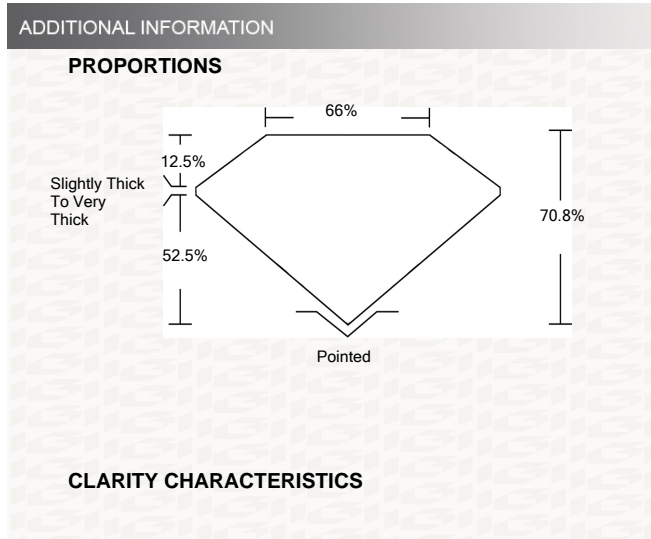 ADDITIONAL INFORMATION
PROPORTIONS
66%
12.5%
Slightly Thick
To Very
Thick
70.8%
52.5%
Pointed
CLARITY CHARACTERISTICS